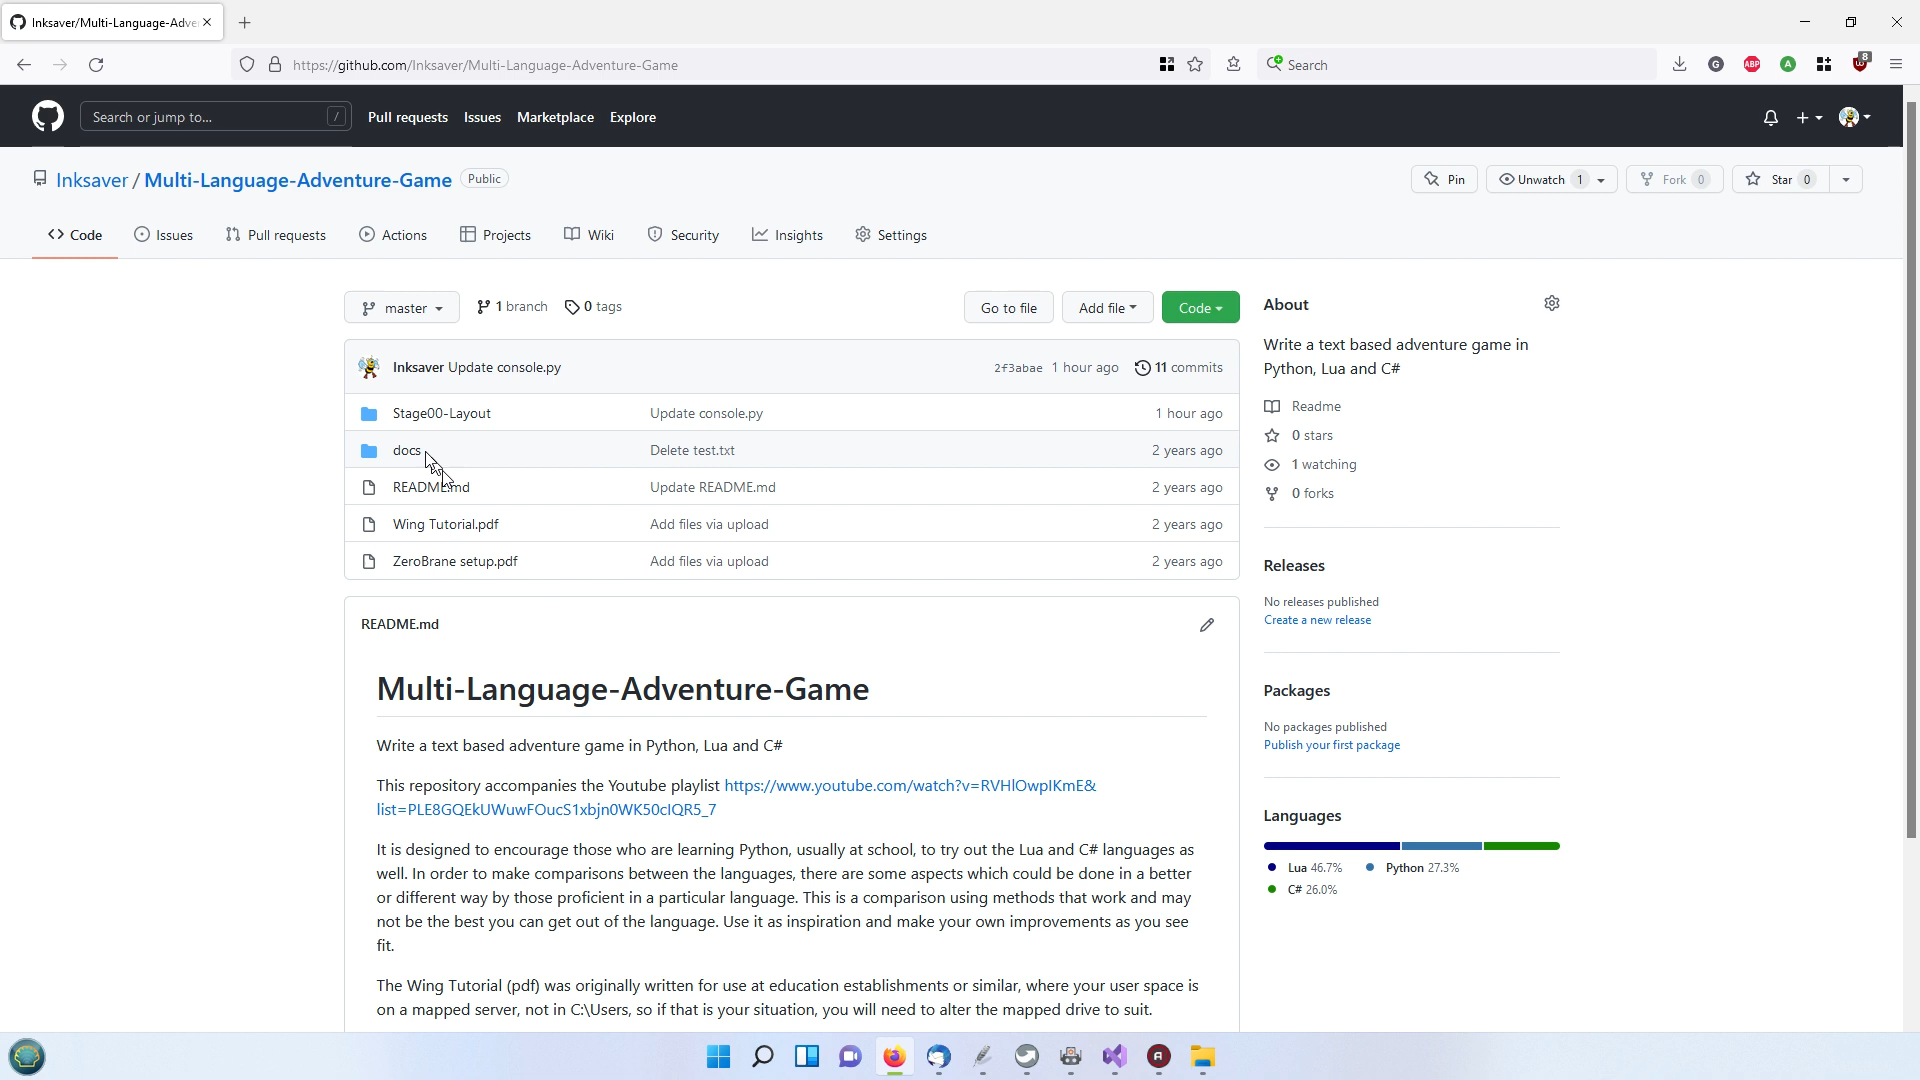 Inksaver/Multi-Language-Adve
https://github.com/Inksaver/Multi-Language-Adventure-Game
Search
G
ABP
A
8
Search or jump to...
/
Pull requests
Issues
Marketplace
Explore
Inksaver / Multi-Language-Adventure-Game
Public
Pin
Unwatch 1
Fork 0
Star 0
Code
Issues
Pull requests
Actions
Projects
Wiki
Security
Insights
Settings
master
1 branch
0 tags
Go to file
Add file
Code
Inksaver Update console.py
2f3abae 1 hour ago
11 commits
Stage00-Layout Update console.py 1 hour ago
docs Delete test.txt 2 years ago
README.md Update README.md 2 years ago
Wing Tutorial.pdf Add files via upload 2 years ago
ZeroBrane setup.pdf Add files via upload 2 years ago
README.md
Multi-Language-Adventure-Game
Write a text based adventure game in Python, Lua and C#
This repository accompanies the Youtube playlist https://www.youtube.com/watch?v=RVHlOwplKmE&
list=PLE8GQEkUWuwFOucS1xbjn0WK50clQR5_7
It is designed to encourage those who are learning Python, usually at school, to try out the Lua and C# languages as
well. In order to make comparisons between the languages, there are some aspects which could be done in a better
or different way by those proficient in a particular language. This is a comparison using methods that work and may
not be the best you can get out of the language. Use it as inspiration and make your own improvements as you see
fit.
The Wing Tutorial (pdf) was originally written for use at education establishments or similar, where your user space is
on a mapped server, not in C:\Users, so if that is your situation, you will need to alter the mapped drive to suit.
About
Write a text based adventure game in
Python, Lua and C#
Readme
0 stars
1 watching
0 forks
Releases
No releases published
Create a new release
Packages
No packages published
Publish your first package
Languages
Lua 46.7%
Python 27.3%
C# 26.0%